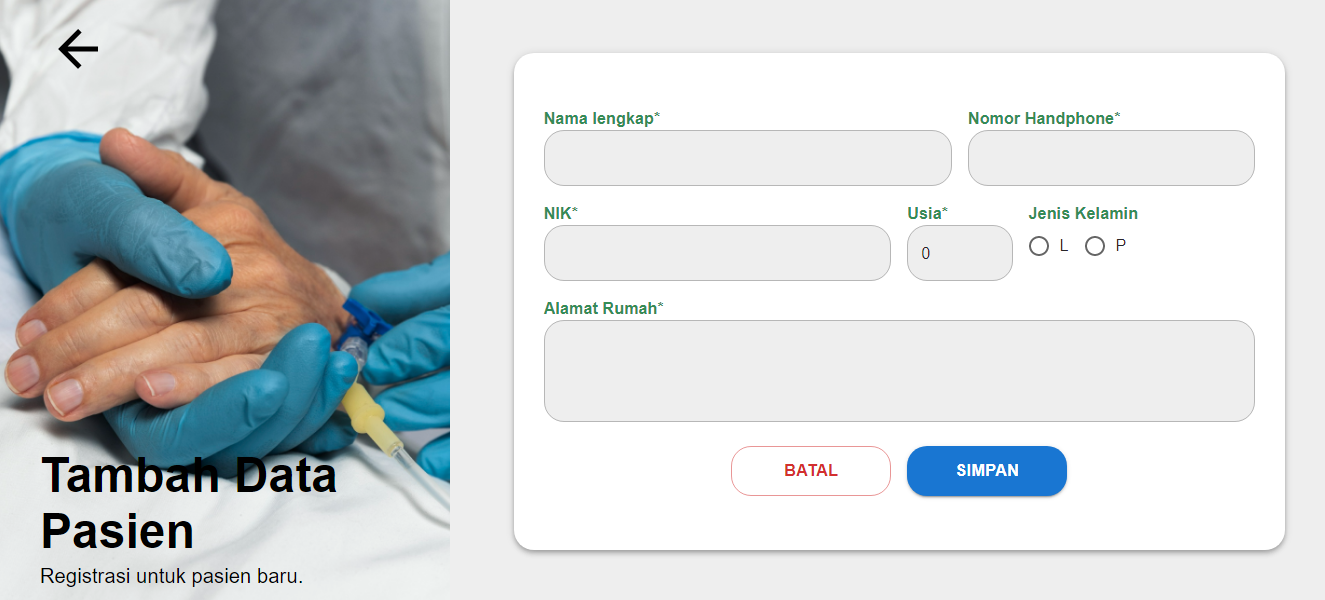 Tambah Data
Pasien
Registrasi untuk pasien baru.
Nama lengkap*
Nomor Handphone*
NIK*
Usia*
Jenis Kelamin
0
L
P
Alamat Rumah*
BATAL
SIMPAN